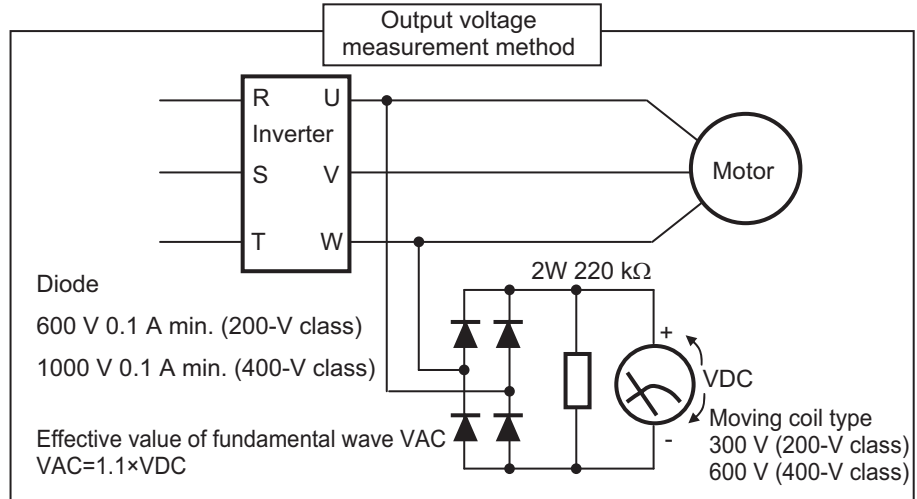 Output voltage
measurement method
R
U
Inverter
S
V
T
W
Motor
2W 220 kΩ
Diode
600 V 0.1 A min. (200-V class)
1000 V 0.1 A min. (400-V class)
+
VDC
-
Moving coil type
300 V (200-V class)
600 V (400-V class)
Effective value of fundamental wave VAC
VAC=1.1×VDC